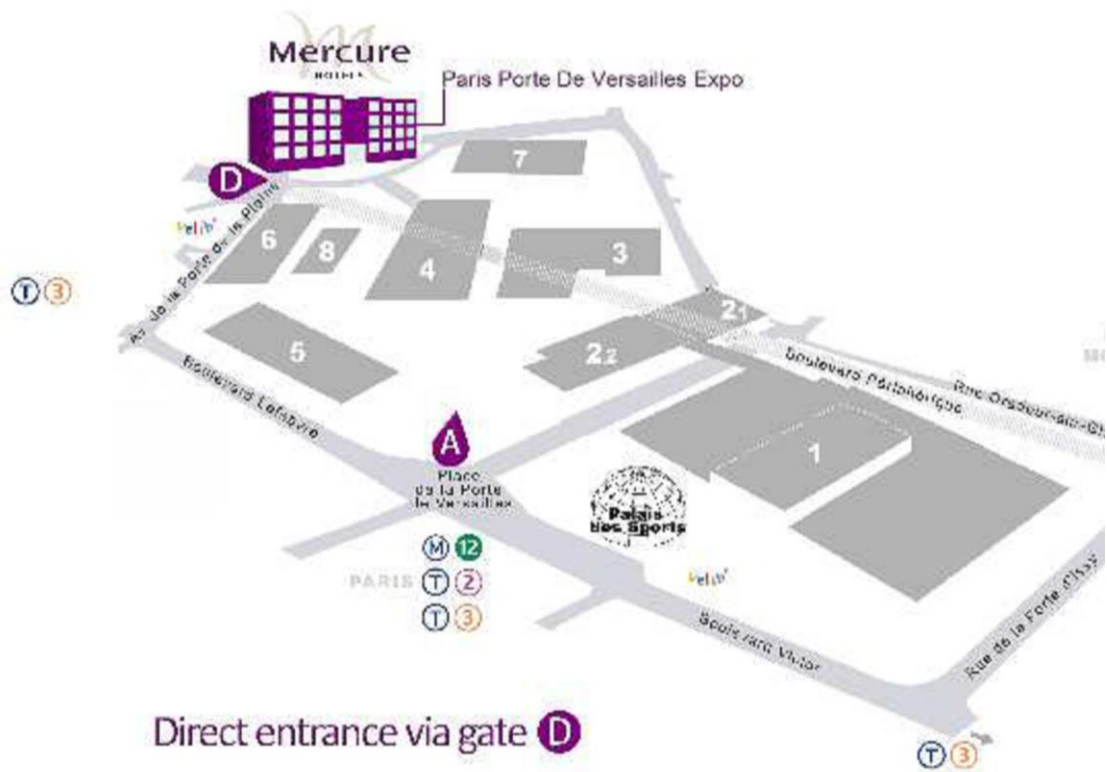 Mercure
HOTELS
Paris Porte De Versailles Expo
7
D
Av. de la Porte de la Plaine
velib'
6
8
4
3
T 3
21
5
22
Boulevard Périphérique
Boulevard Lefebvre
A
1
Place
de la Porte
de Versailles
Palais
des Sports
M 12
PARIS T 2
T 3
velib'
Boulevard Victor
Rue de la Porte d'Issy
Direct entrance via gate D
T 3